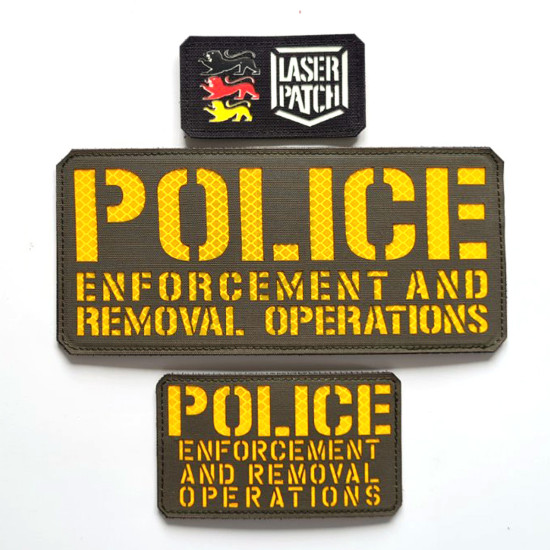 LASER
PATCH
POLICE
ENFORCEMENT AND
REMOVAL OPERATIONS
POLICE
ENFORCEMENT
AND REMOVAL
OPERATIONS